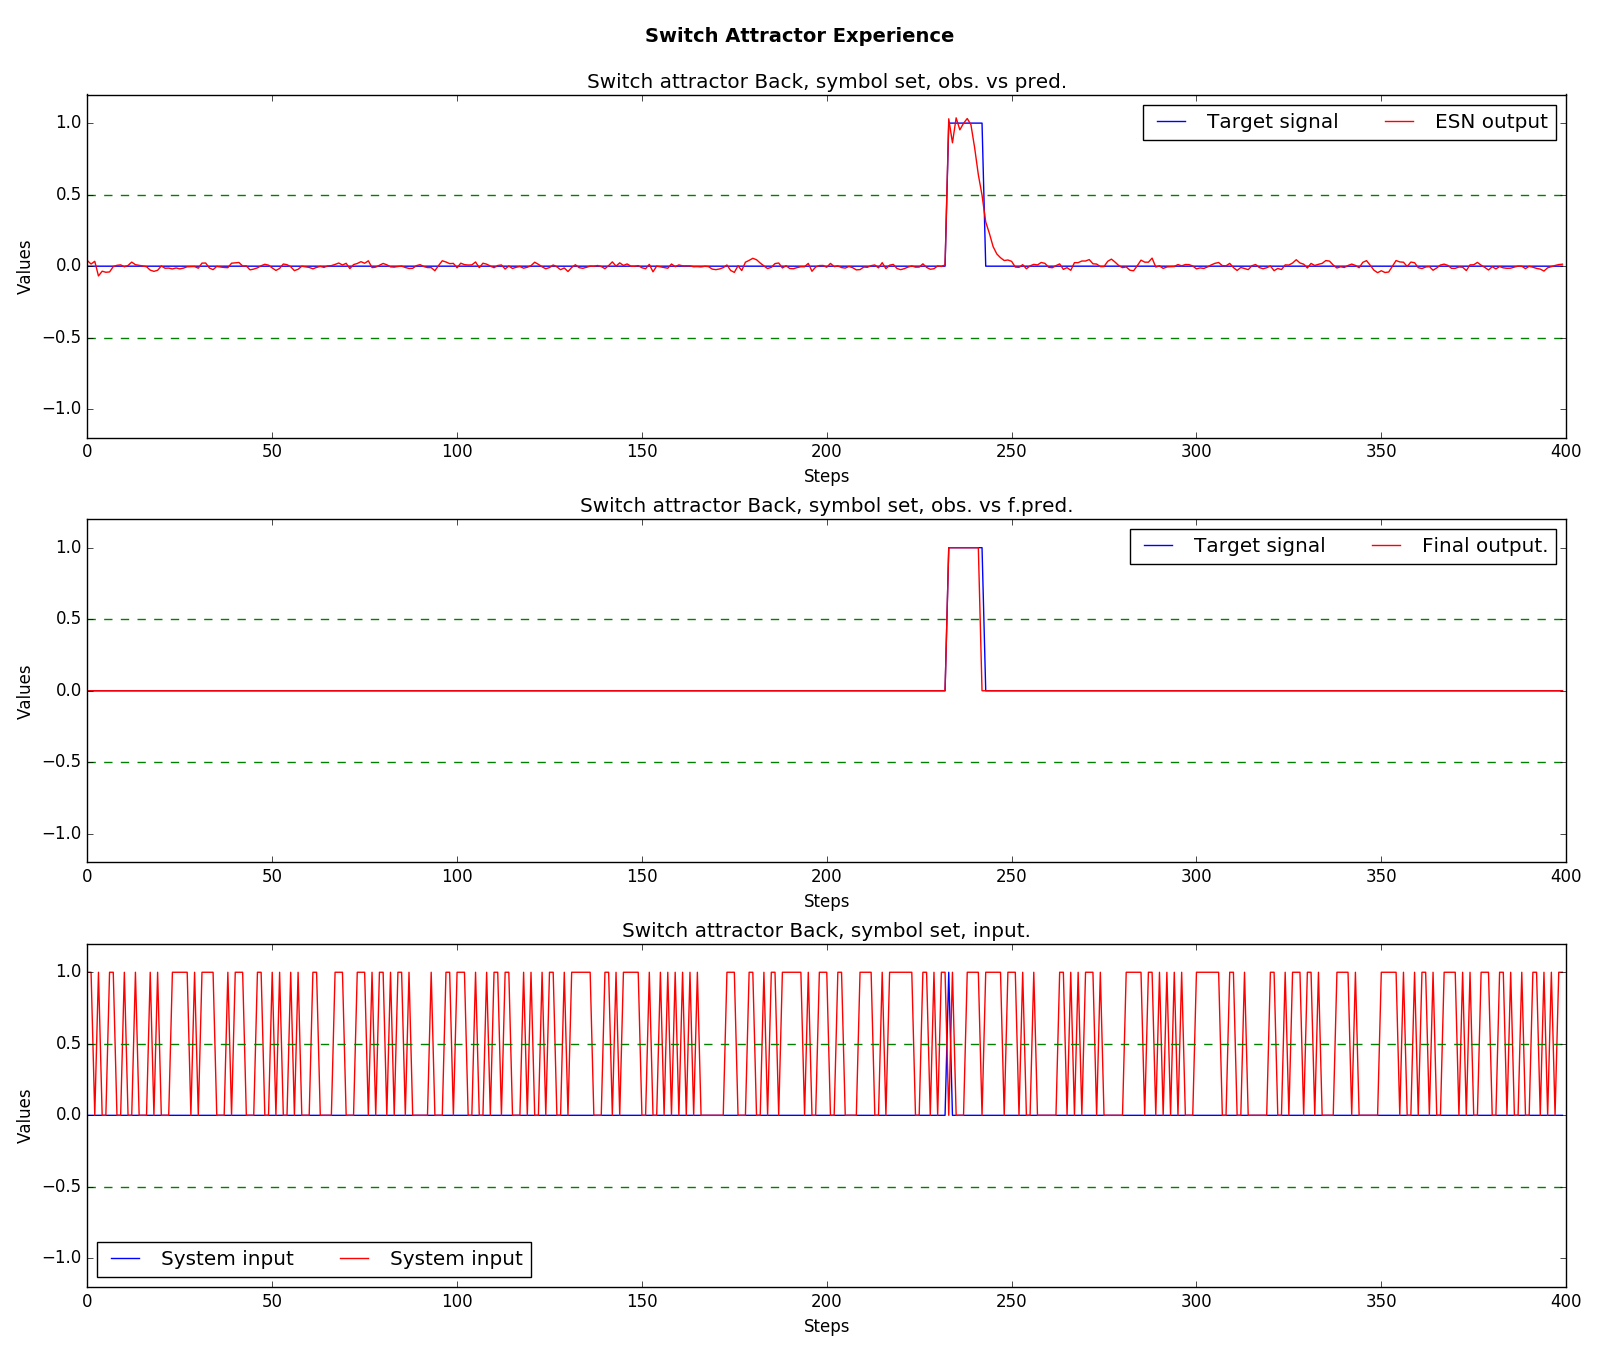 Switch Attractor Experience
Switch attractor Back, symbol set, obs. vs pred.
Target signal ESN output
1.0
0.5
0.0
−0.5
−1.0
Values
0 50 100 150 200 250 300 350 400
Steps
Switch attractor Back, symbol set, obs. vs f.pred.
Target signal Final output.
1.0
0.5
0.0
−0.5
−1.0
Values
0 50 100 150 200 250 300 350 400
Steps
Switch attractor Back, symbol set, input.
1.0
0.5
0.0
−0.5
−1.0
Values
System input System input
0 50 100 150 200 250 300 350 400
Steps